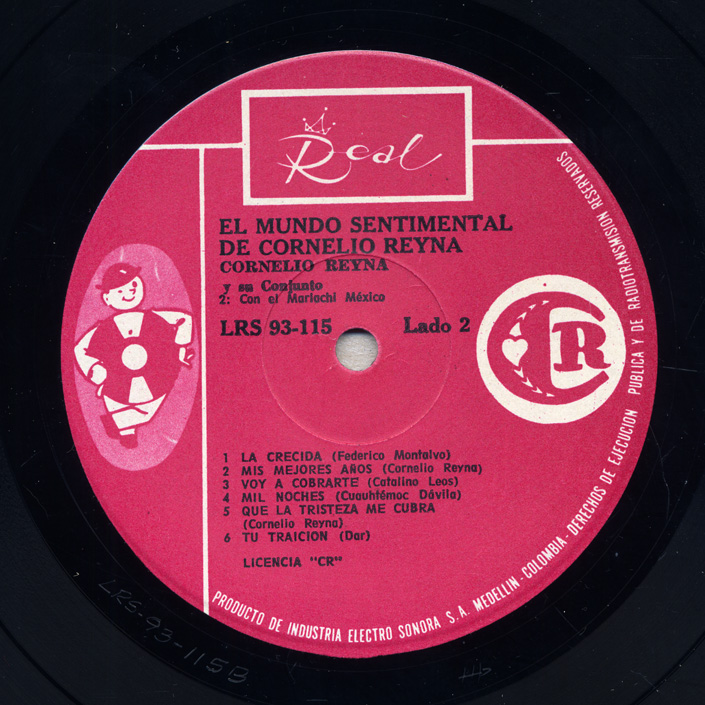 Real
EL MUNDO SENTIMENTAL
DE CORNELIO REYNA
CORNELIO REYNA
y su Conjunto
2: Con el Mariachi México
LRS 93-115 Lado 2
CR
1 LA CRECIDA (Federico Montalvo)
2 MIS MEJORES AÑOS (Cornelio Reyna)
3 VOY A COBRARTE (Catalino Leos)
4 MIL NOCHES (Cuauhtémoc Dávila)
5 QUE LA TRISTEZA ME CUBRA
(Cornelio Reyna)
6 TU TRAICION (Dar)
LICENCIA "CR"
PRODUCTO DE INDUSTRIA ELECTRO SONORA S. A. MEDELLIN - COLOMBIA - DERECHOS DE EJECUCION PUBLICA Y DE RADIOTRANSMISION RESERVADOS
LRS-93-115B